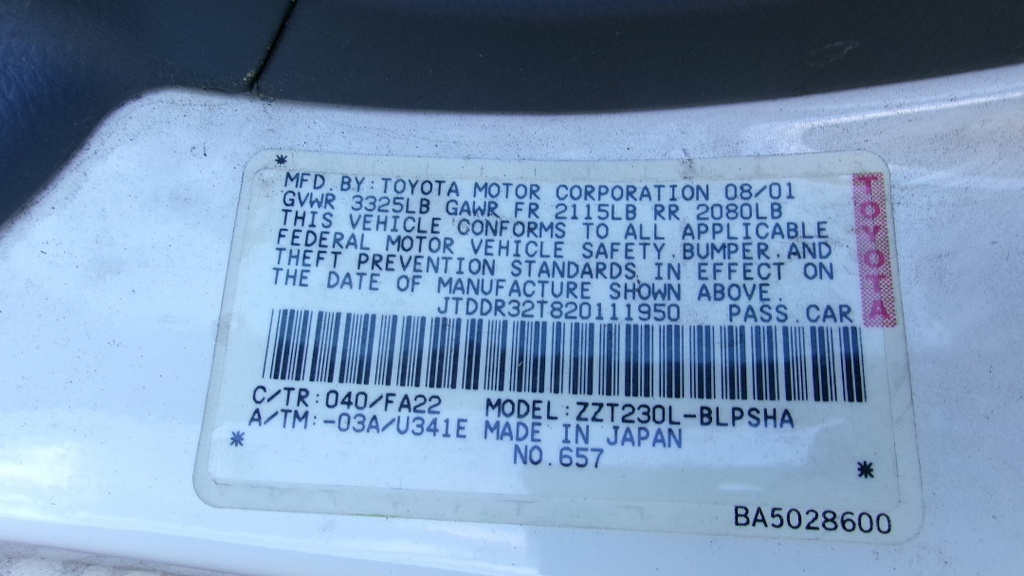 MFD. BY: TOYOTA MOTOR CORPORATION 08/01
GVWR 3325LB GAWR FR 2115LB RR 2080LB
THIS VEHICLE CONFORMS TO ALL APPLICABLE
FEDERAL MOTOR VEHICLE SAFETY, BUMPER, AND
THEFT PREVENTION STANDARDS IN EFFECT ON
THE DATE OF MANUFACTURE SHOWN ABOVE.
JTDDR32T820111950 PASS. CAR
TOYOTA
C/TR: 040/FA22 MODEL: ZZT230L-BLPSHA
A/TM: -03A/U341E MADE IN JAPAN
NO. 657
BA5028600